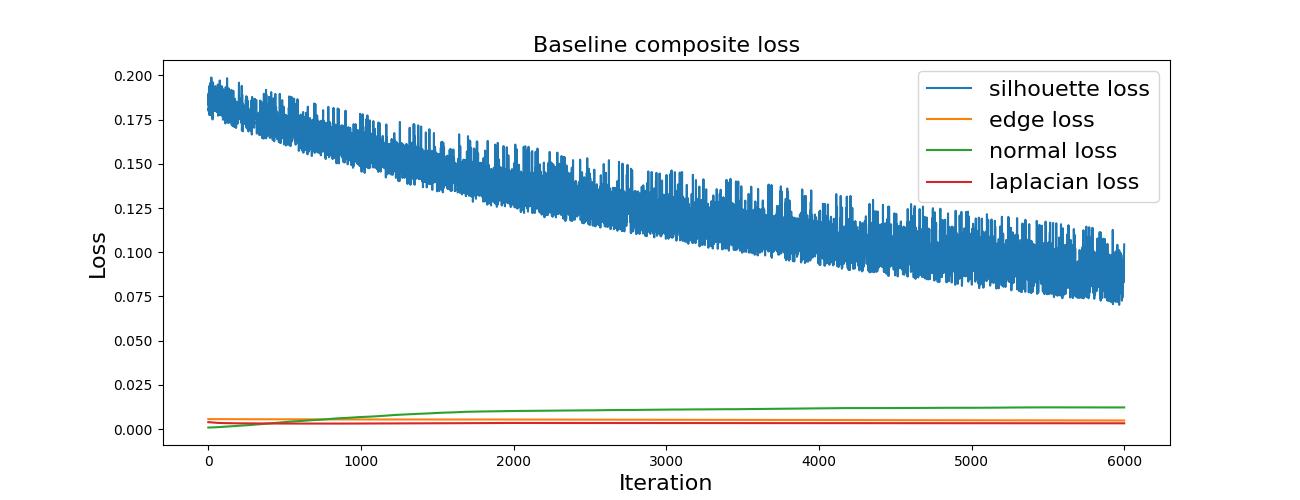 Baseline composite loss
0.200
0.175
0.150
0.125
0.100
0.075
0.050
0.025
0.000
Loss
silhouette loss
edge loss
normal loss
laplacian loss
0 1000 2000 3000 4000 5000 6000
Iteration